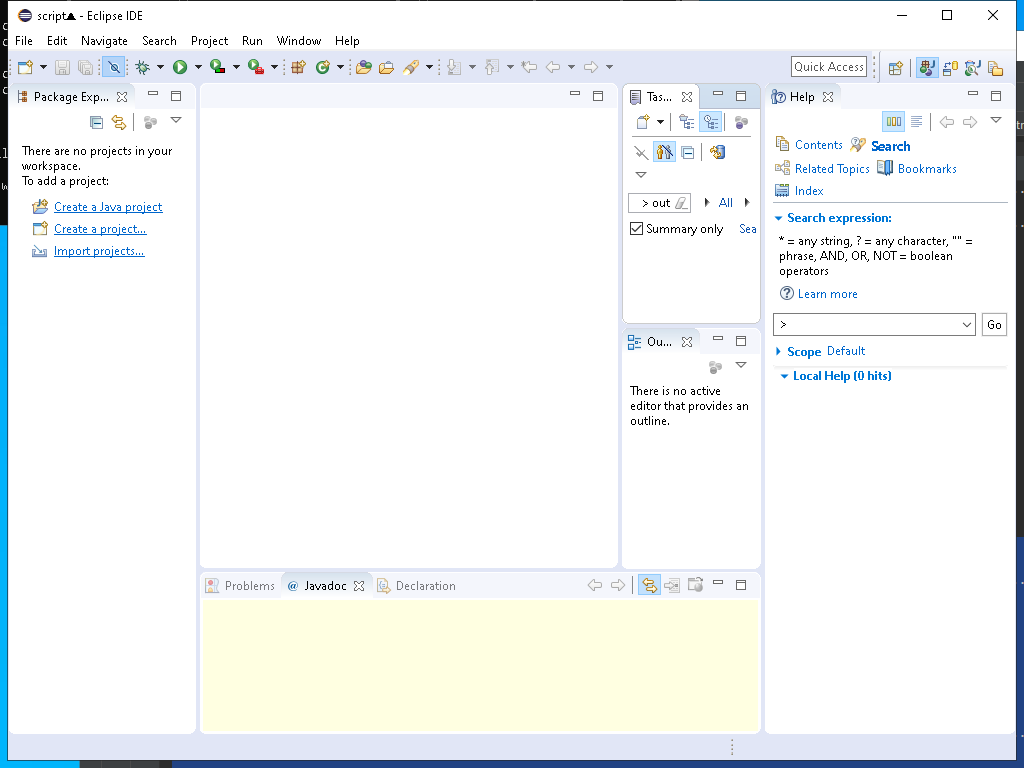 script▲ - Eclipse IDE
File Edit Navigate Search Project Run Window Help
Quick Access
Package Exp...
There are no projects in your
workspace.
To add a project:
Create a Java project
Create a project...
Import projects...
Tas...
> out
All
Summary only
Sea
Ou...
There is no active
editor that provides an
outline.
Problems
@ Javadoc
Declaration
Help
Contents
Search
Related Topics
Bookmarks
Index
Search expression:
* = any string, ? = any character, "" =
phrase, AND, OR, NOT = boolean
operators
Learn more
>
Go
Scope Default
Local Help (0 hits)